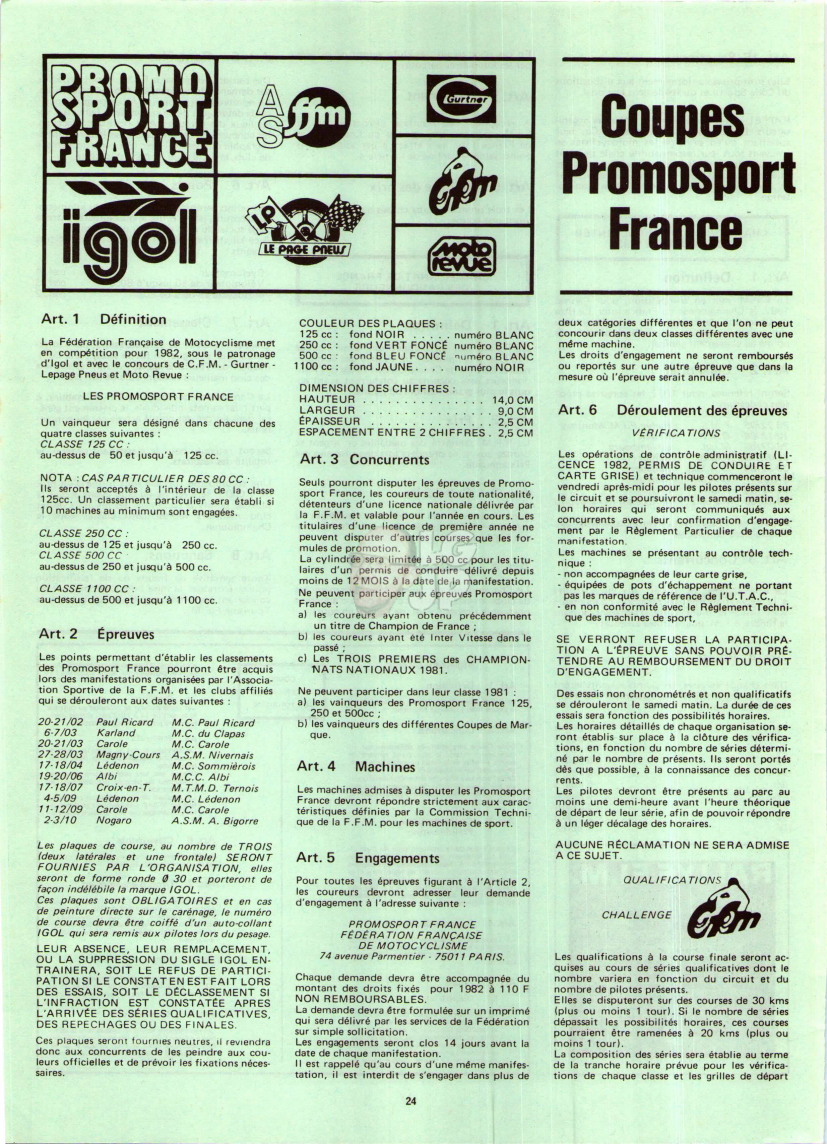 PROMO
SPORT
FRANCE
AS
ffm
Gurtner
igol
LP
LE PAGE PNEUS
moto
revue
Coupes
Promosport
France
Art. 1 Définition
La Fédération Française de Motocyclisme met
en compétition pour 1982, sous le patronage
d'Igol et avec le concours de C.F.M. - Gurtner -
Lepage Pneus et Moto Revue :
LES PROMOSPORT FRANCE
Un vainqueur sera désigné dans chacune des
quatre classes suivantes :
CLASSE 125 CC :
au-dessus de 50 et jusqu'à 125 cc.
NOTA : CAS PARTICULIER DES 80 CC :
Ils seront acceptés à l'intérieur de la classe
125cc. Un classement particulier sera établi si
10 machines au minimum sont engagées.
CLASSE 250 CC :
au-dessus de 125 et jusqu'à 250 cc.
CLASSE 500 CC
au-dessus de 250 et jusqu'à 500 cc.
CLASSE 1100 CC :
au-dessus de 500 et jusqu'à 1100 cc.
Art. 2 Épreuves
Les points permettant d'établir les classements
des Promosport France pourront être acquis
lors des manifestations organisées par l'Associa-
tion Sportive de la F.F.M. et les clubs affiliés
qui se dérouleront aux dates suivantes :
20-21/02 Paul Ricard M.C. Paul Ricard
6-7/03 Karland M.C. du Clapas
20-21/03 Carole M.C. Carole
27-28/03 Magny-Cours A.S.M. Nivernais
17-18/04 Lédenon M.C. Sommiérois
19-20/06 Albi M.C.C. Albi
17-18/07 Croix-en-T. M.T.M.D. Ternois
4-5/09 Lédenon M.C. Lédenon
11-12/09 Carole M.C. Carole
2-3/10 Nogaro A.S.M. A. Bigorre
Les plaques de course, au nombre de TROIS
(deux latérales et une frontale) SERONT
FOURNIES PAR L'ORGANISATION, elles
seront de forme ronde Ø 30 et porteront de
façon indélébile la marque IGOL.
Ces plaques sont OBLIGATOIRES et en cas
de peinture directe sur le carénage, le numéro
de course devra être coiffé d'un auto-collant
IGOL qui sera remis aux pilotes lors du pesage.
LEUR ABSENCE, LEUR REMPLACEMENT,
OU LA SUPPRESSION DU SIGLE IGOL EN-
TRAINERA, SOIT LE REFUS DE PARTICI-
PATION SI LE CONSTAT EN EST FAIT LORS
DES ESSAIS, SOIT LE DÉCLASSEMENT SI
L'INFRACTION EST CONSTATÉE APRES
L'ARRIVÉE DES SÉRIES QUALIFICATIVES,
DES REPECHAGES OU DES FINALES.
Ces plaques seront fournies neutres, il reviendra
donc aux concurrents de les peindre aux cou-
leurs officielles et de prévoir les fixations néces-
saires.
COULEUR DES PLAQUES :
125 cc : fond NOIR . . . . . numéro BLANC
250 cc : fond VERT FONCÉ numéro BLANC
500 cc : fond BLEU FONCÉ numéro BLANC
1100 cc : fond JAUNE. . . . numéro NOIR
DIMENSION DES CHIFFRES :
HAUTEUR . . . . . . . . . . . . . . . 14,0 CM
LARGEUR . . . . . . . . . . . . . . . 9,0 CM
ÉPAISSEUR . . . . . . . . . . . . . . 2,5 CM
ESPACEMENT ENTRE 2 CHIFFRES . 2,5 CM
Art. 3 Concurrents
Seuls pourront disputer les épreuves de Promo-
sport France, les coureurs de toute nationalité,
détenteurs d'une licence nationale délivrée par
la F.F.M. et valable pour l'année en cours. Les
titulaires d'une licence de première année ne
peuvent disputer d'autres courses que les for-
mules de promotion.
La cylindrée sera limitée à 500 cc pour les titu-
laires d'un permis de conduire délivré depuis
moins de 12 MOIS à la date de la manifestation.
Ne peuvent participer aux épreuves Promosport
France :
a) les coureurs ayant obtenu précédemment
un titre de Champion de France ;
b) les coureurs ayant été Inter Vitesse dans le
passé ;
c) Les TROIS PREMIERS des CHAMPION-
NATS NATIONAUX 1981.
Ne peuvent participer dans leur classe 1981 :
a) les vainqueurs des Promosport France 125,
250 et 500cc ;
b) les vainqueurs des différentes Coupes de Mar-
que.
Art. 4 Machines
Les machines admises à disputer les Promosport
France devront répondre strictement aux carac-
téristiques définies par la Commission Techni-
que de la F.F.M. pour les machines de sport.
Art. 5 Engagements
Pour toutes les épreuves figurant à l'Article 2,
les coureurs devront adresser leur demande
d'engagement à l'adresse suivante :
PROMOSPORT FRANCE
FÉDÉRATION FRANÇAISE
DE MOTOCYCLISME
74 avenue Parmentier - 75011 PARIS.
Chaque demande devra être accompagnée du
montant des droits fixés pour 1982 à 110 F
NON REMBOURSABLES.
La demande devra être formulée sur un imprimé
qui sera délivré par les services de la Fédération
sur simple sollicitation.
Les engagements seront clos 14 jours avant la
date de chaque manifestation.
Il est rappelé qu'au cours d'une même manifes-
tation, il est interdit de s'engager dans plus de
deux catégories différentes et que l'on ne peut
concourir dans deux classes différentes avec une
même machine.
Les droits d'engagement ne seront remboursés
ou reportés sur une autre épreuve que dans la
mesure où l'épreuve serait annulée.
Art. 6 Déroulement des épreuves
VÉRIFICATIONS
Les opérations de contrôle administratif (LI-
CENCE 1982, PERMIS DE CONDUIRE ET
CARTE GRISE) et technique commenceront le
vendredi après-midi pour les pilotes présents sur
le circuit et se poursuivront le samedi matin, se-
lon horaires qui seront communiqués aux
concurrents avec leur confirmation d'engage-
ment par le Règlement Particulier de chaque
manifestation.
Les machines se présentant au contrôle tech-
nique :
- non accompagnées de leur carte grise,
- équipées de pots d'échappement ne portant
pas les marques de référence de l'U.T.A.C.,
- en non conformité avec le Règlement Techni-
que des machines de sport,
SE VERRONT REFUSER LA PARTICIPA-
TION A L'ÉPREUVE SANS POUVOIR PRÉ-
TENDRE AU REMBOURSEMENT DU DROIT
D'ENGAGEMENT.
Des essais non chronométrés et non qualificatifs
se dérouleront le samedi matin. La durée de ces
essais sera fonction des possibilités horaires.
Les horaires détaillés de chaque organisation se-
ront établis sur place à la clôture des vérifica-
tions, en fonction du nombre de séries détermi-
né par le nombre de présents. Ils seront portés
dès que possible, à la connaissance des concur-
rents.
Les pilotes devront être présents au parc au
moins une demi-heure avant l'heure théorique
de départ de leur série, afin de pouvoir répondre
à un léger décalage des horaires.
AUCUNE RÉCLAMATION NE SERA ADMISE
A CE SUJET.
QUALIFICATIONS
CHALLENGE
Les qualifications à la course finale seront ac-
quises au cours de séries qualificatives dont le
nombre variera en fonction du circuit et du
nombre de pilotes présents.
Elles se disputeront sur des courses de 30 kms
(plus ou moins 1 tour). Si le nombre de séries
dépassait les possibilités horaires, ces courses
pourraient être ramenées à 20 kms (plus ou
moins 1 tour).
La composition des séries sera établie au terme
de la tranche horaire prévue pour les vérifica-
tions de chaque classe et les grilles de départ
24